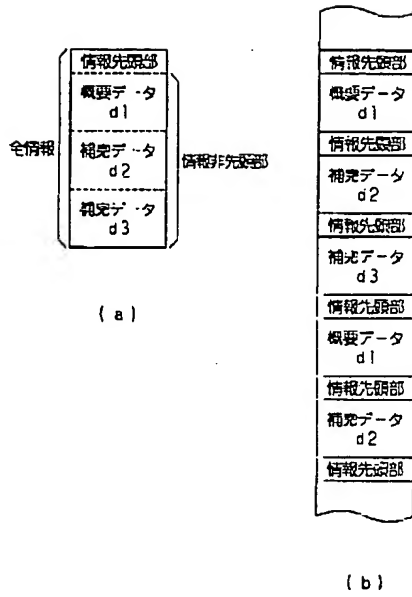 情報先頭部
概要データ
d1
全情報
補完データ
d2
情報非先頭部
補完データ
d3
(a)
情報先頭部
概要データ
d1
情報先頭部
補完データ
d2
情報先頭部
補完データ
d3
情報先頭部
概要データ
d1
情報先頭部
補完データ
d2
情報先頭部
(b)